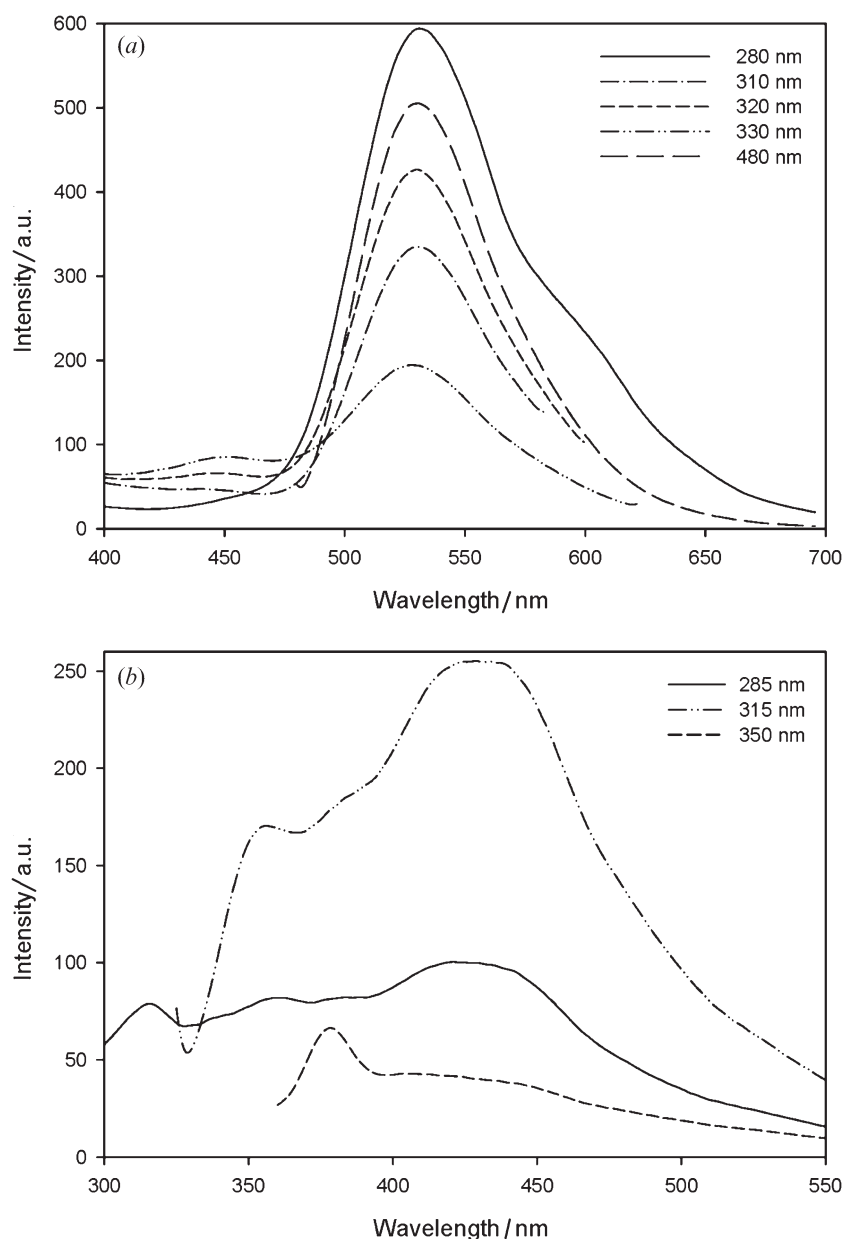 (a)
600
500
400
300
200
100
0
Intensity/a.u.
280 nm
310 nm
320 nm
330 nm
480 nm
400 450 500 550 600 650 700
Wavelength/nm
(b)
250
200
150
100
50
0
Intensity/a.u.
285 nm
315 nm
350 nm
300 350 400 450 500 550
Wavelength/nm